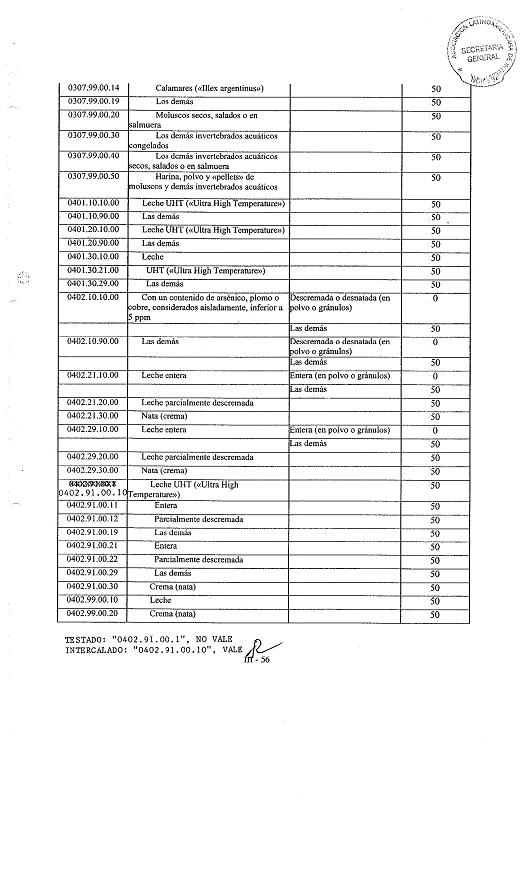 ASOCIACION LATINOAMERICANA DE
SECRETARIA
GENERAL
0307.99.00.14 Calamares («Illex argentinus») 50
0307.99.00.19 Los demás 50
0307.99.00.20 Moluscos secos, salados o en 50
salmuera
0307.99.00.30 Los demás invertebrados acuáticos 50
congelados
0307.99.00.40 Los demás invertebrados acuáticos 50
secos, salados o en salmuera
0307.99.00.50 Harina, polvo y «pellets» de 50
moluscos y demás invertebrados acuáticos
0401.10.10.00 Leche UHT («Ultra High Temperature») 50
0401.10.90.00 Las demás 50
0401.20.10.00 Leche UHT («Ultra High Temperature») 50
0401.20.90.00 Las demás 50
0401.30.10.00 Leche 50
0401.30.21.00 UHT («Ultra High Temperature») 50
0401.30.29.00 Las demás 50
0402.10.10.00 Con un contenido de arsénico, plomo o Descremada o desnatada (en 0
cobre, considerados aisladamente, inferior a polvo o gránulos)
5 ppm
Las demás 50
0402.10.90.00 Las demás Descremada o desnatada (en 0
polvo o gránulos)
Las demás 50
0402.21.10.00 Leche entera Entera (en polvo o gránulos) 0
Las demás 50
0402.21.20.00 Leche parcialmente descremada 50
0402.21.30.00 Nata (crema) 50
0402.29.10.00 Leche entera Entera (en polvo o gránulos) 0
Las demás 50
0402.29.20.00 Leche parcialmente descremada 50
0402.29.30.00 Nata (crema) 50
Leche UHT («Ultra High 50
0402.91.00.10 Temperature»)
0402.91.00.11 Entera 50
0402.91.00.12 Parcialmente descremada 50
0402.91.00.19 Las demás 50
0402.91.00.21 Entera 50
0402.91.00.22 Parcialmente descremada 50
0402.91.00.29 Las demás 50
0402.91.00.30 Crema (nata) 50
0402.99.00.10 Leche 50
0402.99.00.20 Crema (nata) 50
TESTADO: "0402.91.00.1", NO VALE
INTERCALADO: "0402.91.00.10", VALE
III - 56